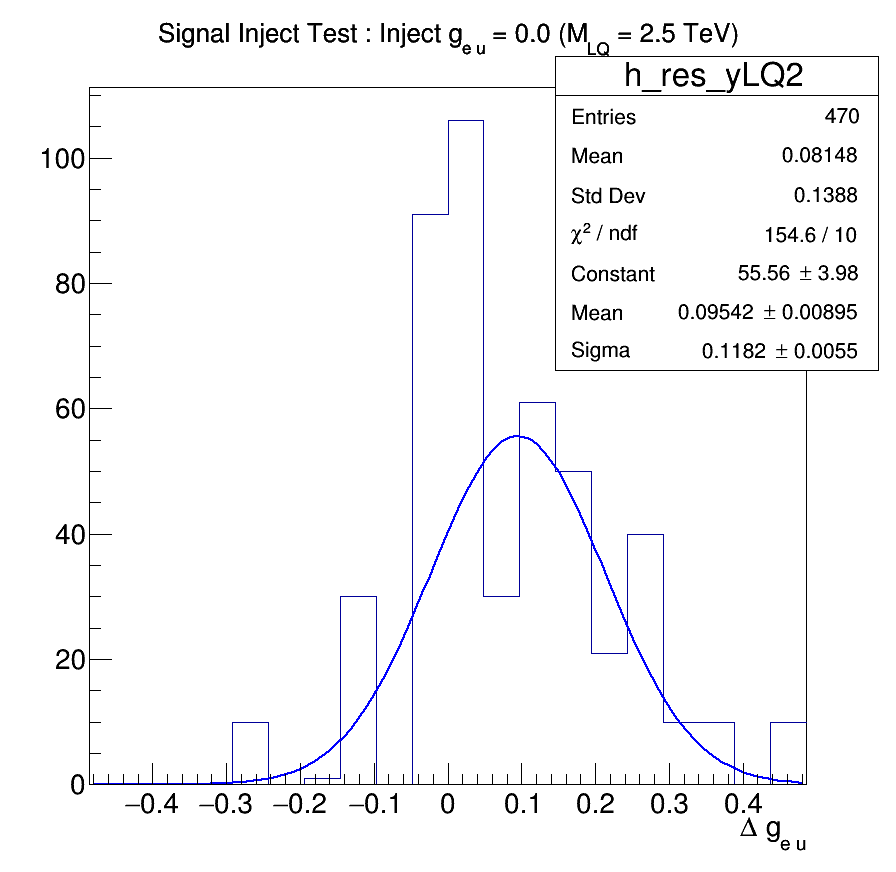 Signal Inject Test : Inject g_{e u} = 0.0 (M_{LQ} = 2.5 TeV)
h_res_yLQ2
Entries 470
Mean 0.08148
Std Dev 0.1388
χ² / ndf 154.6 / 10
Constant 55.56 ± 3.98
Mean 0.09542 ± 0.00895
Sigma 0.1182 ± 0.0055
100
80
60
40
20
0
−0.4 −0.3 −0.2 −0.1 0 0.1 0.2 0.3 0.4
Δ g_{e u}